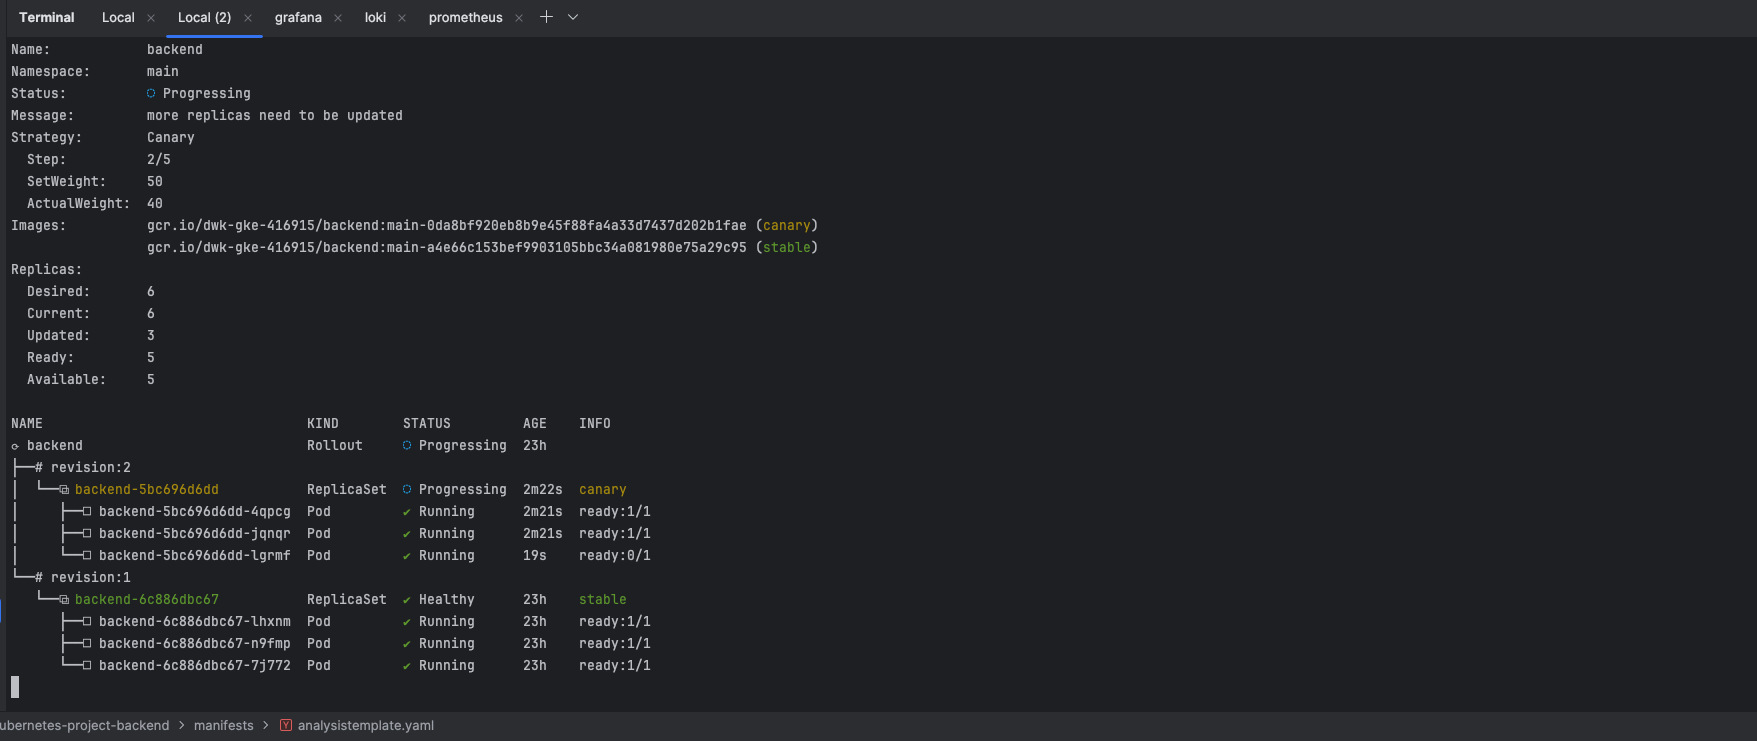 Terminal Local × Local (2) × grafana × loki × prometheus ×
Name: backend
Namespace: main
Status: ◌ Progressing
Message: more replicas need to be updated
Strategy: Canary
Step: 2/5
SetWeight: 50
ActualWeight: 40
Images: gcr.io/dwk-gke-416915/backend:main-0da8bf920eb8b9e45f88fa4a33d7437d202b1fae (canary)
gcr.io/dwk-gke-416915/backend:main-a4e66c153bef9903105bbc34a081980e75a29c95 (stable)
Replicas:
Desired: 6
Current: 6
Updated: 3
Ready: 5
Available: 5
NAME KIND STATUS AGE INFO
⟳ backend Rollout ◌ Progressing 23h
├──# revision:2
│ └──⧉ backend-5bc696d6dd ReplicaSet ◌ Progressing 2m22s canary
│ ├──□ backend-5bc696d6dd-4qpcg Pod ✔ Running 2m21s ready:1/1
│ ├──□ backend-5bc696d6dd-jqnqr Pod ✔ Running 2m21s ready:1/1
│ └──□ backend-5bc696d6dd-lgrmf Pod ✔ Running 19s ready:0/1
└──# revision:1
└──⧉ backend-6c886dbc67 ReplicaSet ✔ Healthy 23h stable
├──□ backend-6c886dbc67-lhxnm Pod ✔ Running 23h ready:1/1
├──□ backend-6c886dbc67-n9fmp Pod ✔ Running 23h ready:1/1
└──□ backend-6c886dbc67-7j772 Pod ✔ Running 23h ready:1/1
ubernetes-project-backend > manifests > Y analysistemplate.yaml